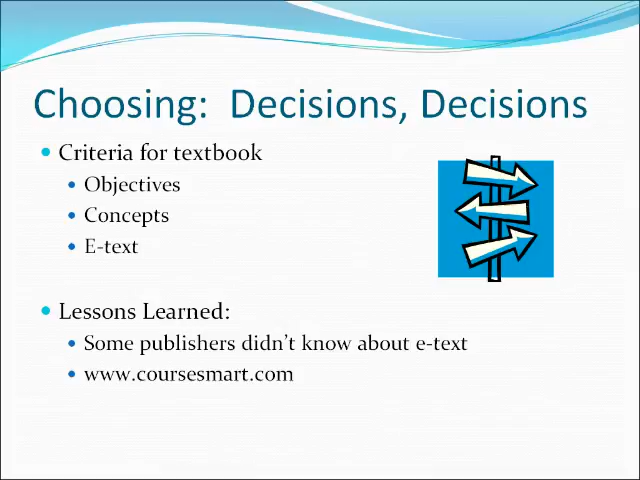 Choosing:  Decisions, Decisions
Criteria for textbook
Objectives
Concepts
E-text
Lessons Learned:
Some publishers didn’t know about e-text
www.coursesmart.com